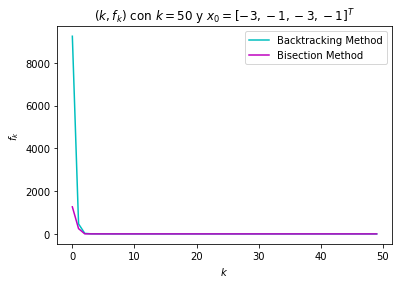 (k, f_k) con k = 50 y x_0 = [−3, −1, −3, −1]^T
Backtracking Method
Bisection Method
8000
6000
4000
2000
0
f_k
0 10 20 30 40 50
k